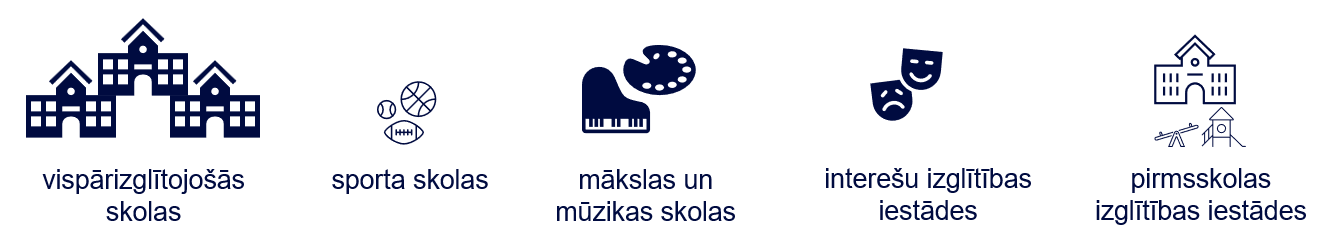 vispārizglītojošās
skolas
sporta skolas
mākslas un
mūzikas skolas
interešu izglītības
iestādes
pirmsskolas
izglītības iestādes